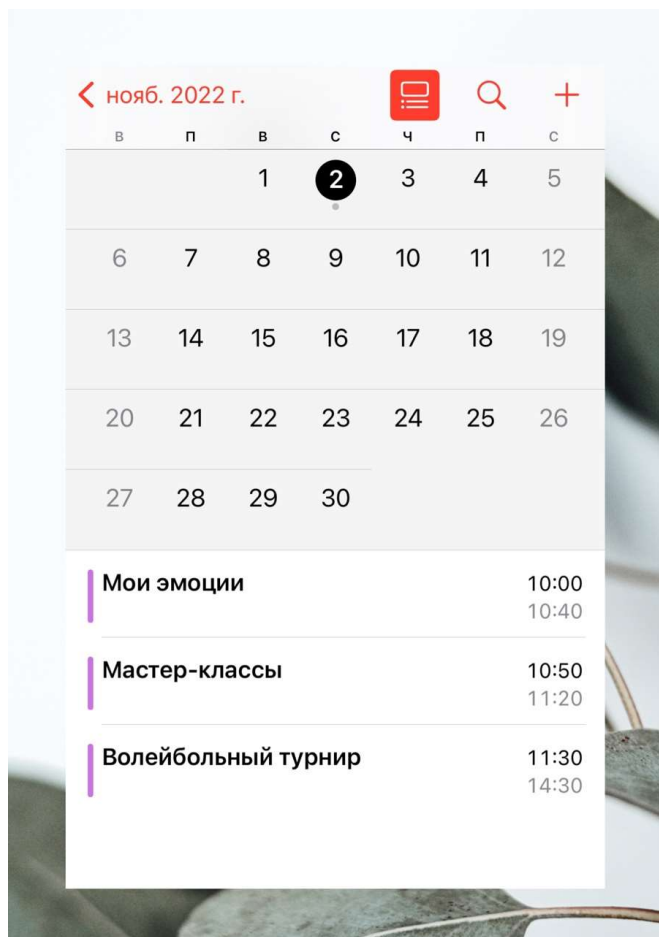 нояб. 2022 г.
в п в с ч п с
1 2 3 4 5
6 7 8 9 10 11 12
13 14 15 16 17 18 19
20 21 22 23 24 25 26
27 28 29 30
Мои эмоции 10:00
10:40
Мастер-классы 10:50
11:20
Волейбольный турнир 11:30
14:30